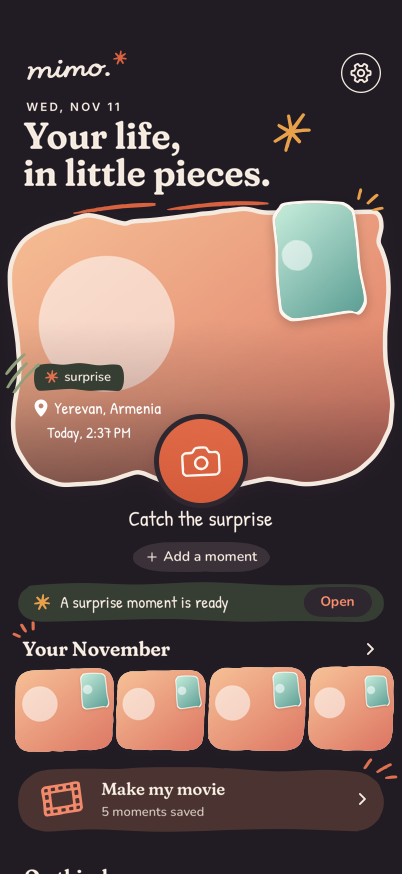 mimo.
WED, NOV 11
Your life,
in little pieces.
surprise
Yerevan, Armenia
Today, 2:37 PM
Catch the surprise
+ Add a moment
A surprise moment is ready
Open
Your November
Make my movie
5 moments saved